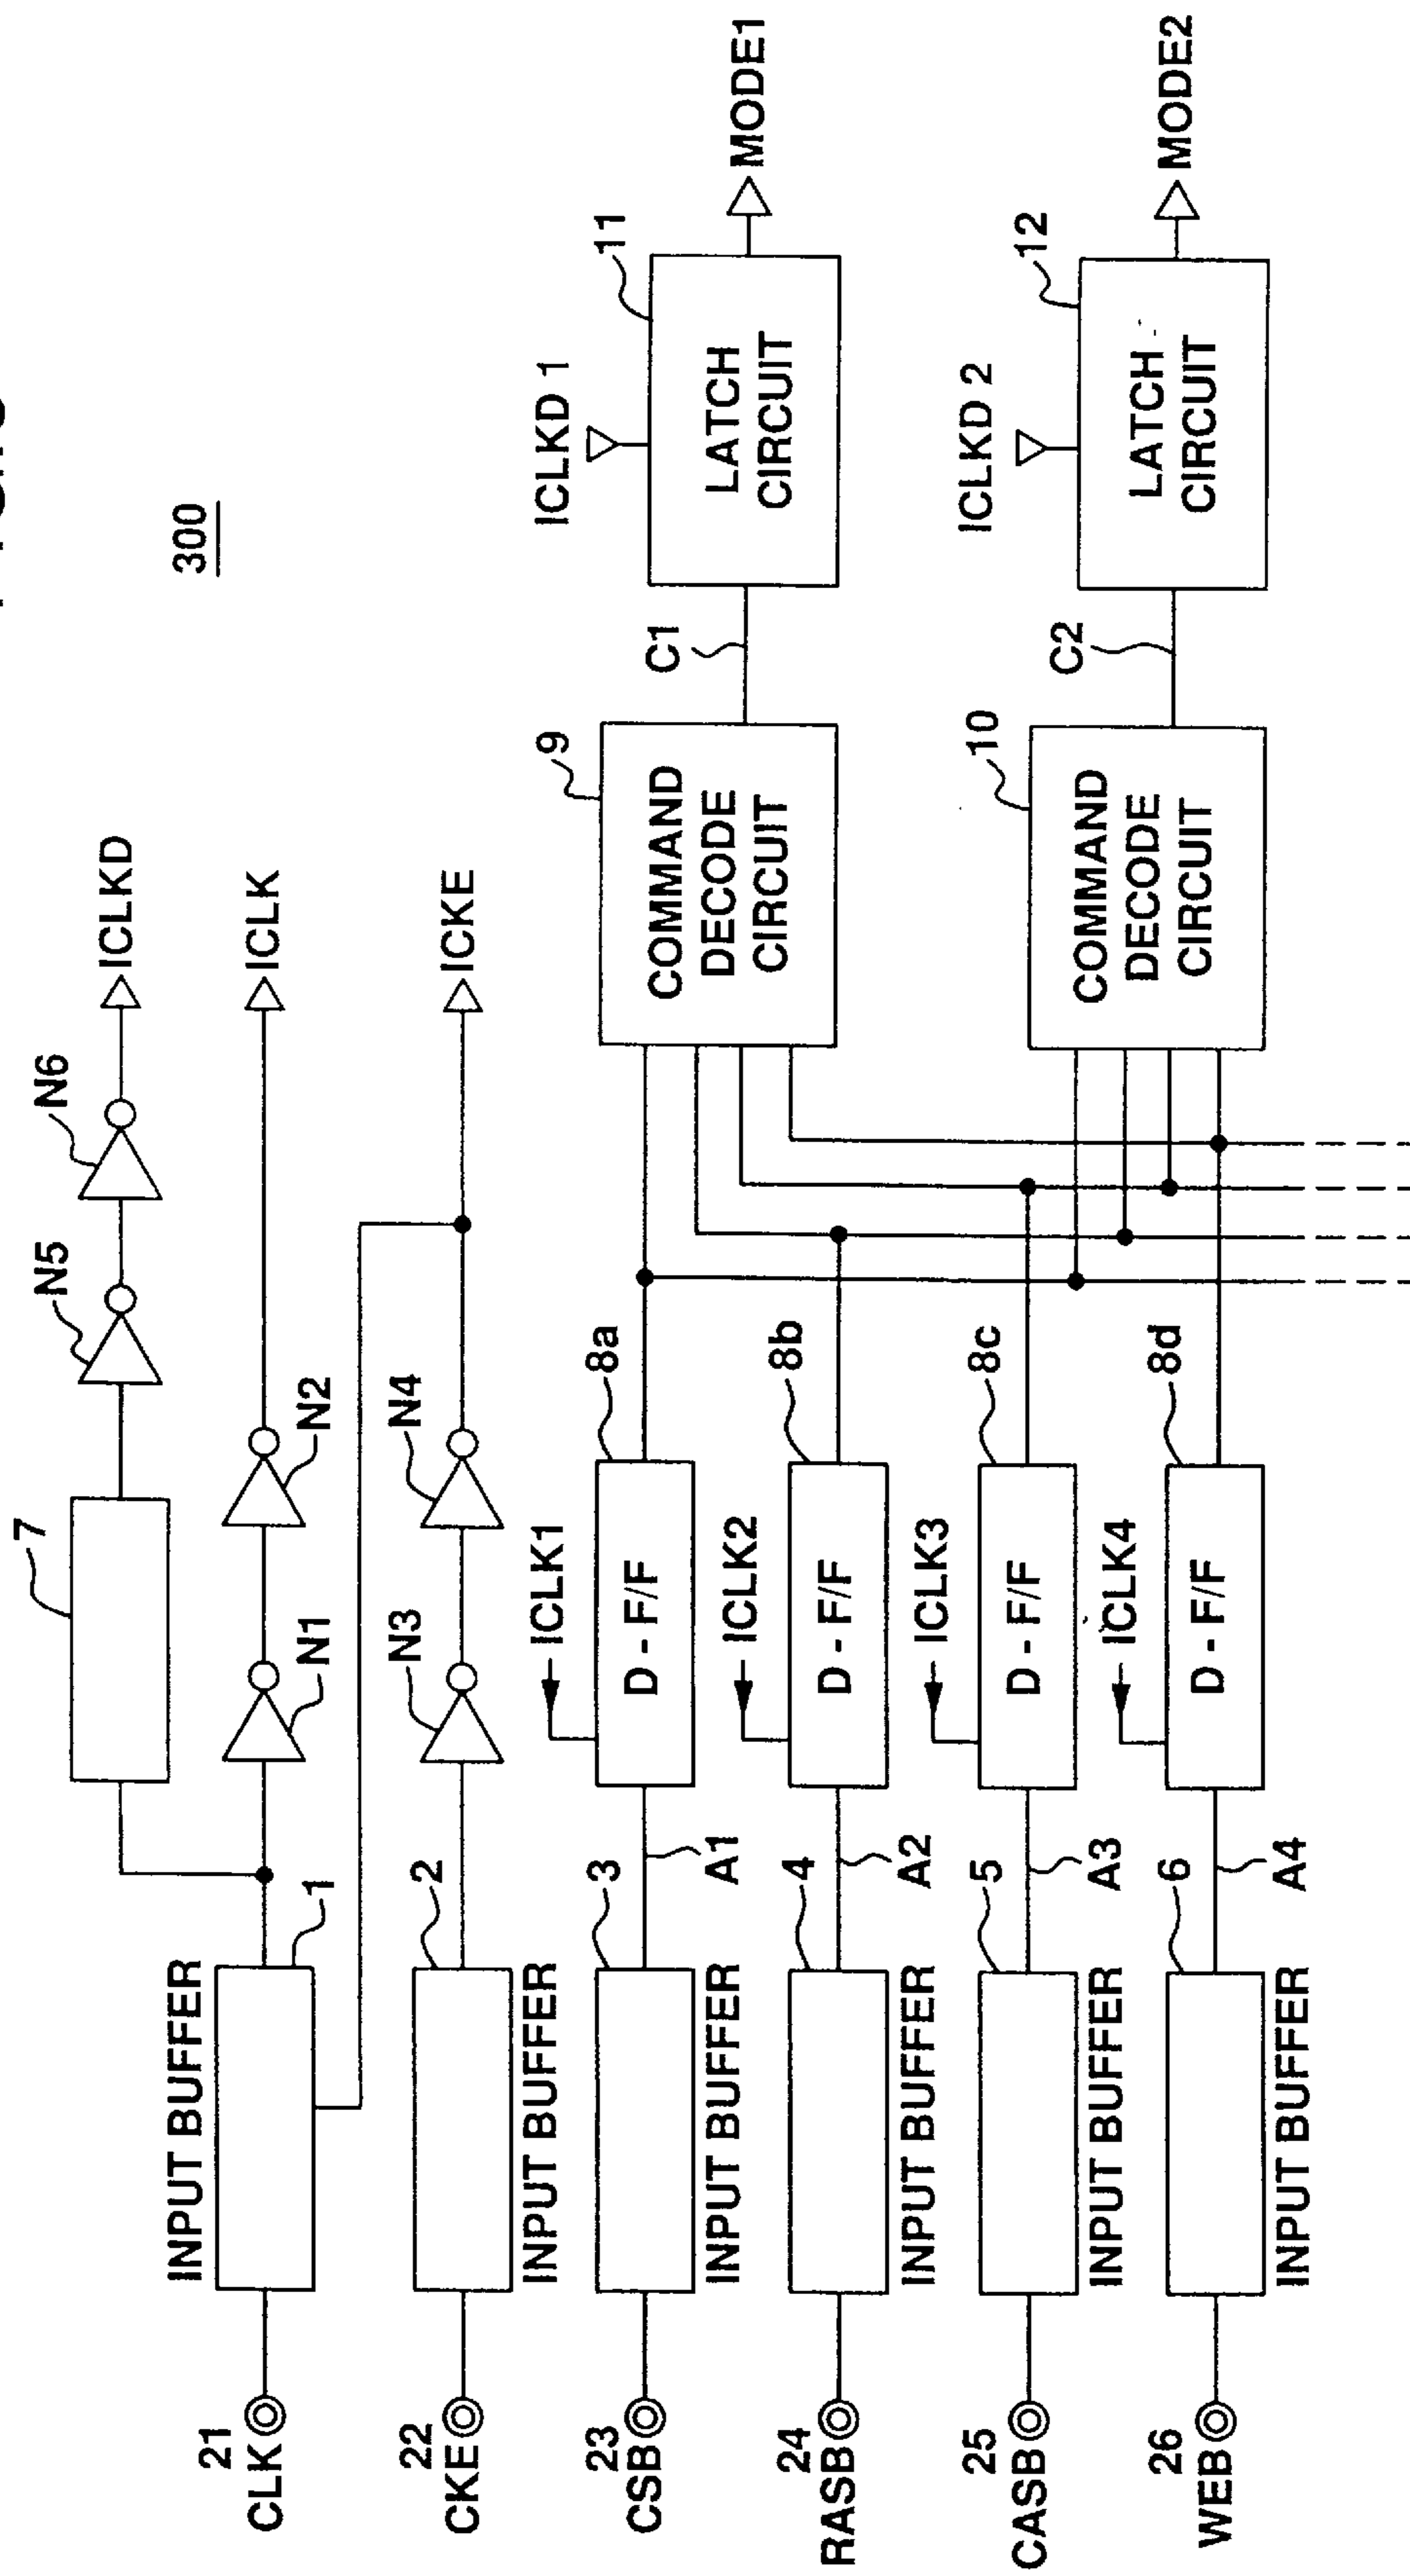 300
7
N5
N6
ICLKD
21
CLK
INPUT BUFFER
1
N1
N2
ICLK
22
CKE
INPUT BUFFER
2
N3
N4
ICKE
23
CSB
INPUT BUFFER
3
A1
ICLK1
D - F/F
8a
COMMAND
DECODE
CIRCUIT
9
C1
ICLKD 1
LATCH
CIRCUIT
11
MODE1
24
RASB
INPUT BUFFER
4
A2
ICLK2
D - F/F
8b
25
CASB
INPUT BUFFER
5
A3
ICLK3
D - F/F
8c
26
WEB
INPUT BUFFER
6
A4
ICLK4
D - F/F
8d
COMMAND
DECODE
CIRCUIT
10
C2
ICLKD 2
LATCH
CIRCUIT
12
MODE2